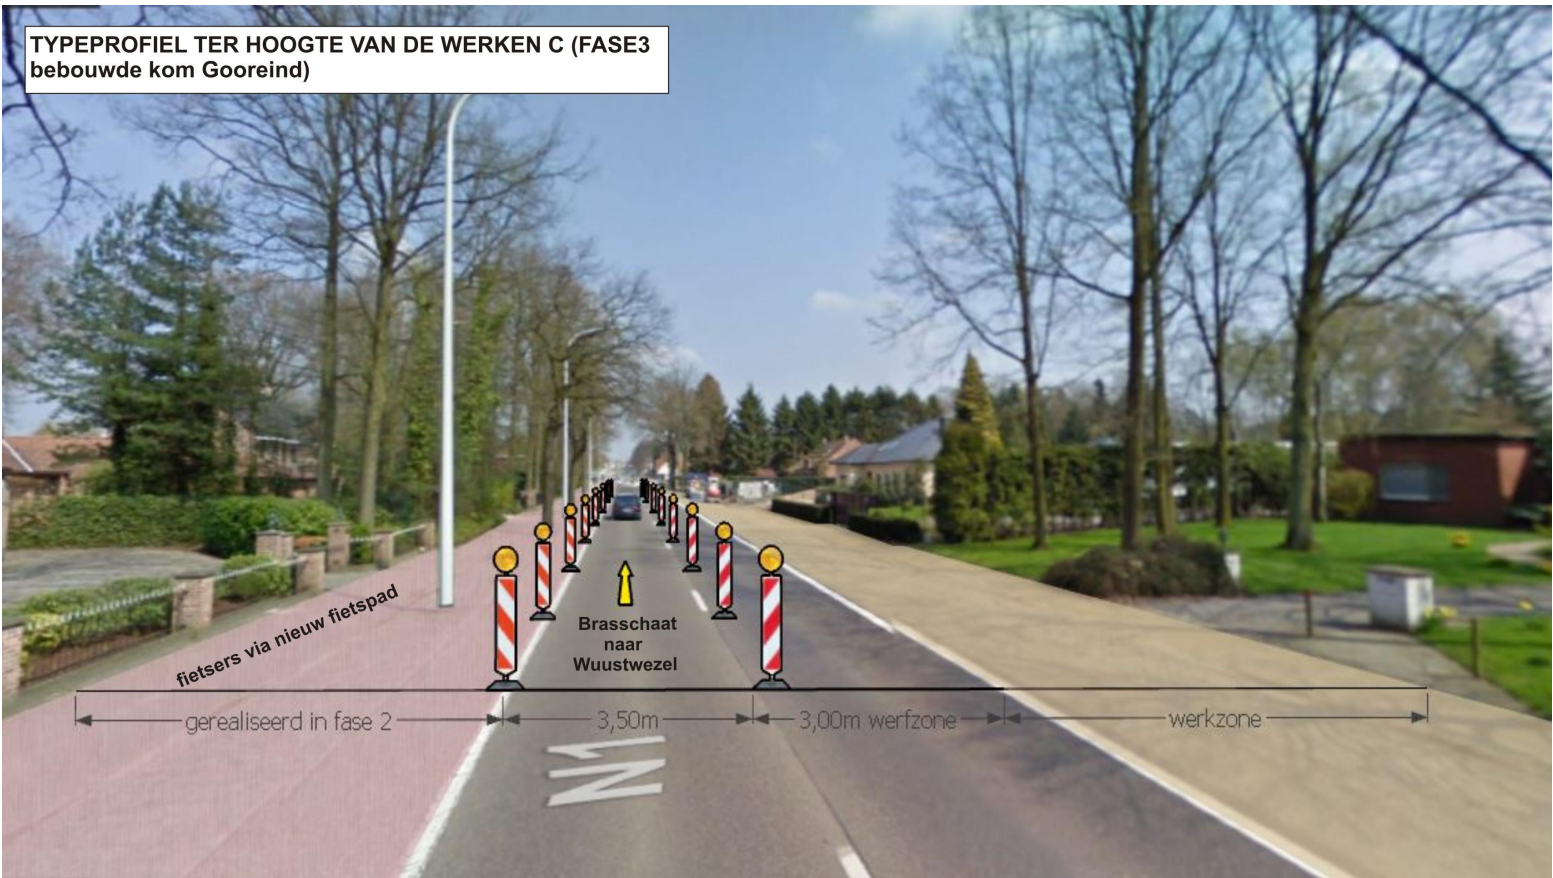 TYPEPROFIEL TER HOOGTE VAN DE WERKEN C (FASE3
bebouwde kom Gooreind)
fietsers via nieuw fietspad
Brasschaat
naar
Wuustwezel
gerealiseerd in fase 2
3,50m
3,00m werfzone
werkzone
N1